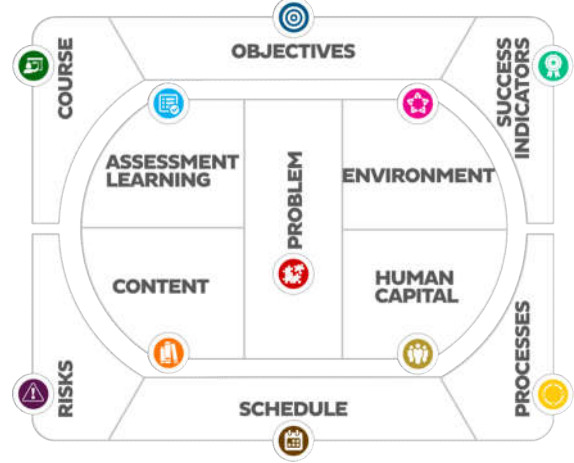 OBJECTIVES
COURSE
SUCCESS
INDICATORS
ASSESSMENT
LEARNING
PROBLEM
ENVIRONMENT
CONTENT
HUMAN
CAPITAL
RISKS
SCHEDULE
PROCESSES